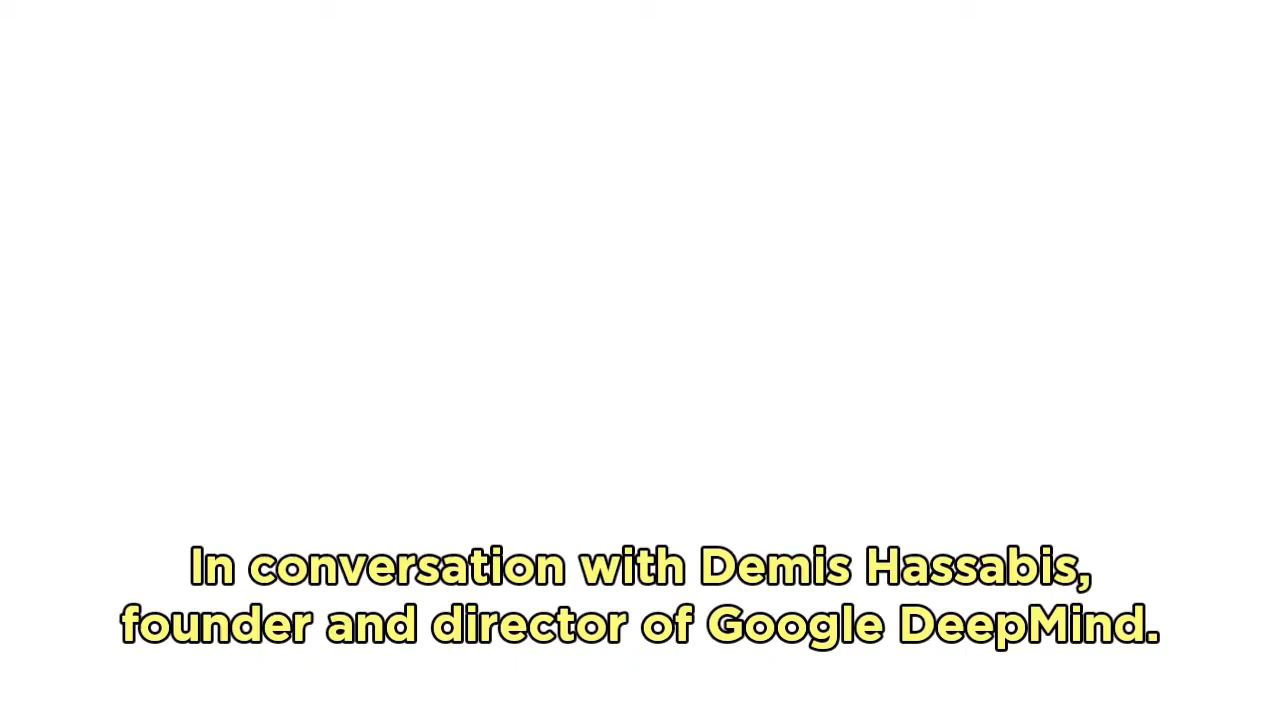 In conversation with Demis Hassabis,
founder and director of Google DeepMind.